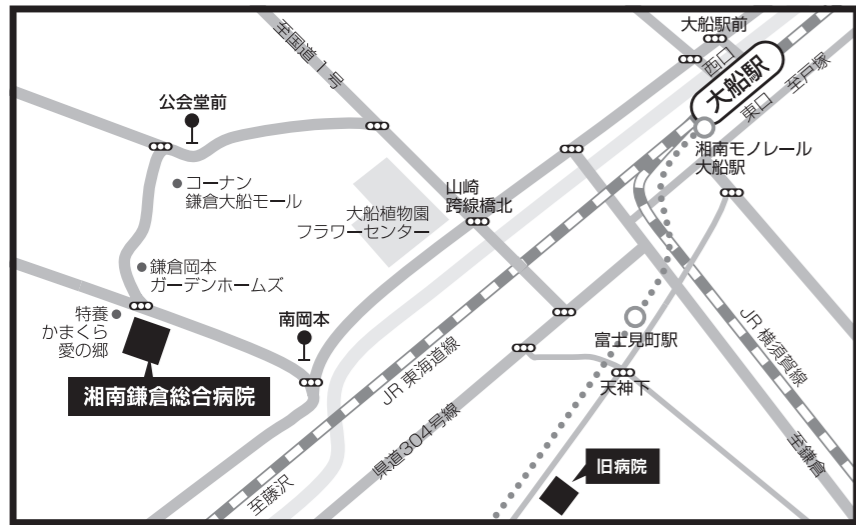 至国道1号
大船駅前
西口
大船駅
東口
至戸塚
公会堂前
湘南モノレール
大船駅
コーナン
鎌倉大船モール
山崎
跨線橋北
大船植物園
フラワーセンター
鎌倉岡本
ガーデンホームズ
特養
かまくら
愛の郷
南岡本
富士見町駅
JR横須賀線
湘南鎌倉総合病院
JR東海道線
天神下
県道304号線
至鎌倉
旧病院
至藤沢